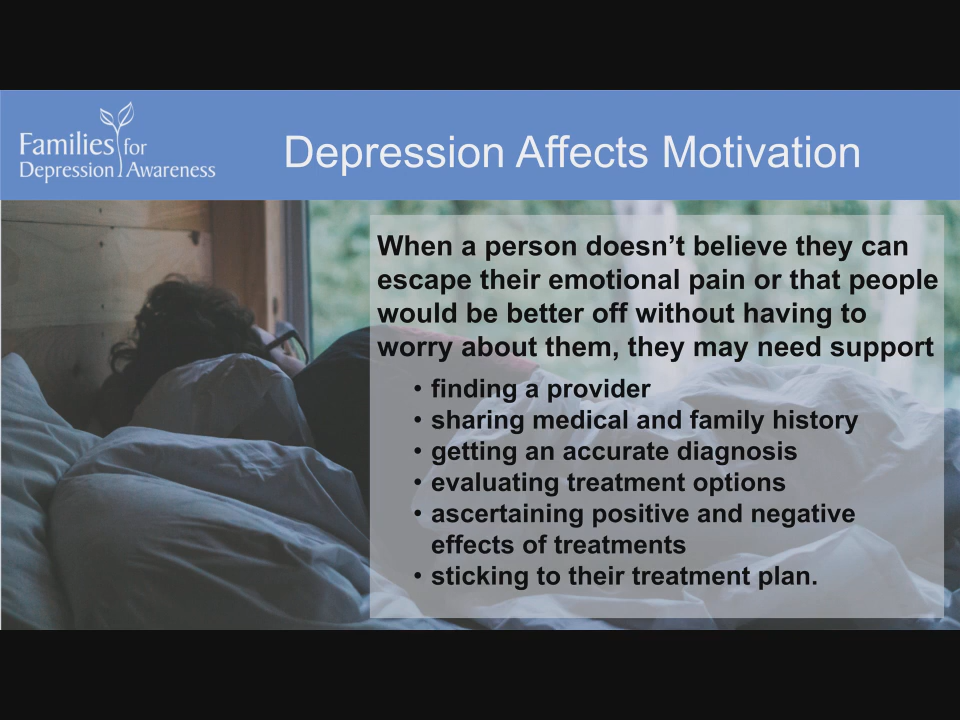 Families for
Depression Awareness
Depression Affects Motivation
When a person doesn’t believe they can
escape their emotional pain or that people
would be better off without having to
worry about them, they may need support
• finding a provider
• sharing medical and family history
• getting an accurate diagnosis
• evaluating treatment options
• ascertaining positive and negative
effects of treatments
• sticking to their treatment plan.